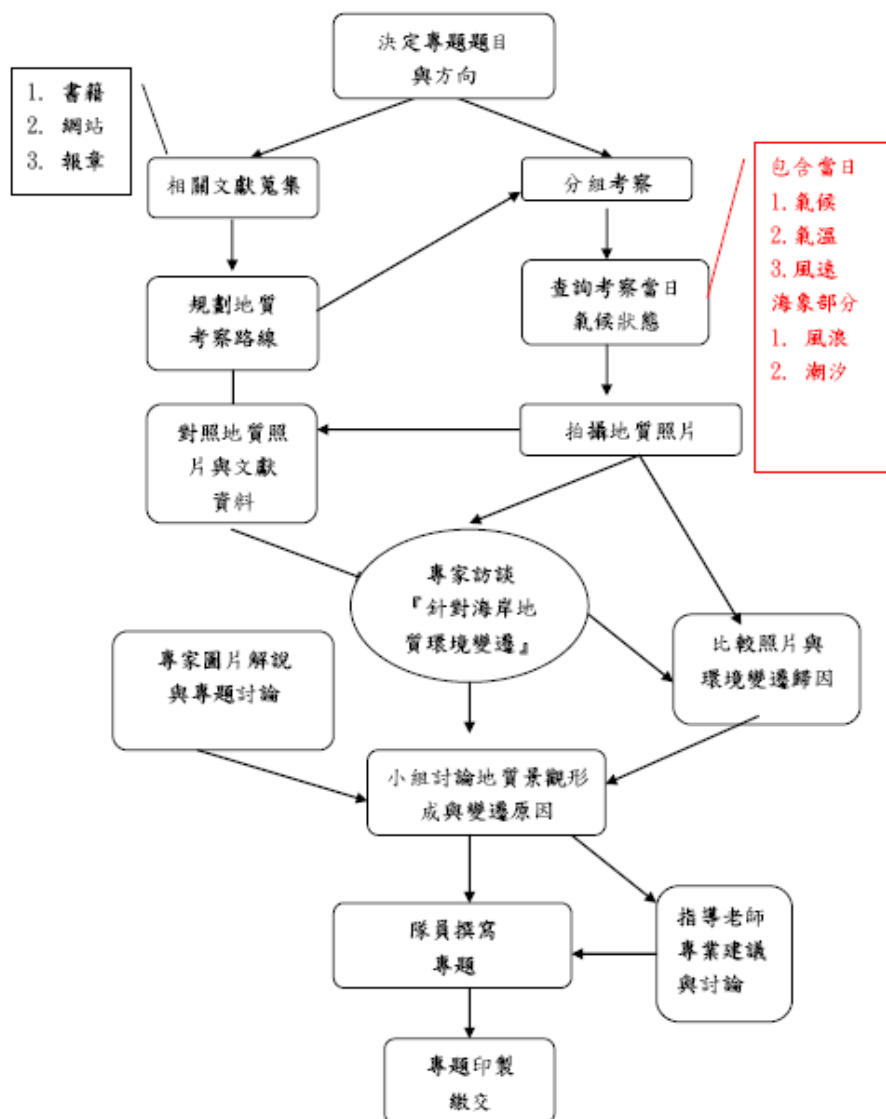 決定專題題目
與方向
1. 書籍
2. 網站
3. 報章
相關文獻蒐集
分組考察
包含當日
1.氣候
2.氣溫
3.風速
海象部分
1. 風浪
2. 潮汐
規劃地質
考察路線
查詢考察當日
氣候狀態
對照地質照
片與文獻
資料
拍攝地質照片
專家訪談
『針對海岸地
質環境變遷』
專家圖片解說
與專題討論
比較照片與
環境變遷歸因
小組討論地質景觀形
成與變遷原因
隊員撰寫
專題
指導老師
專業建議
與討論
專題印製
繳交